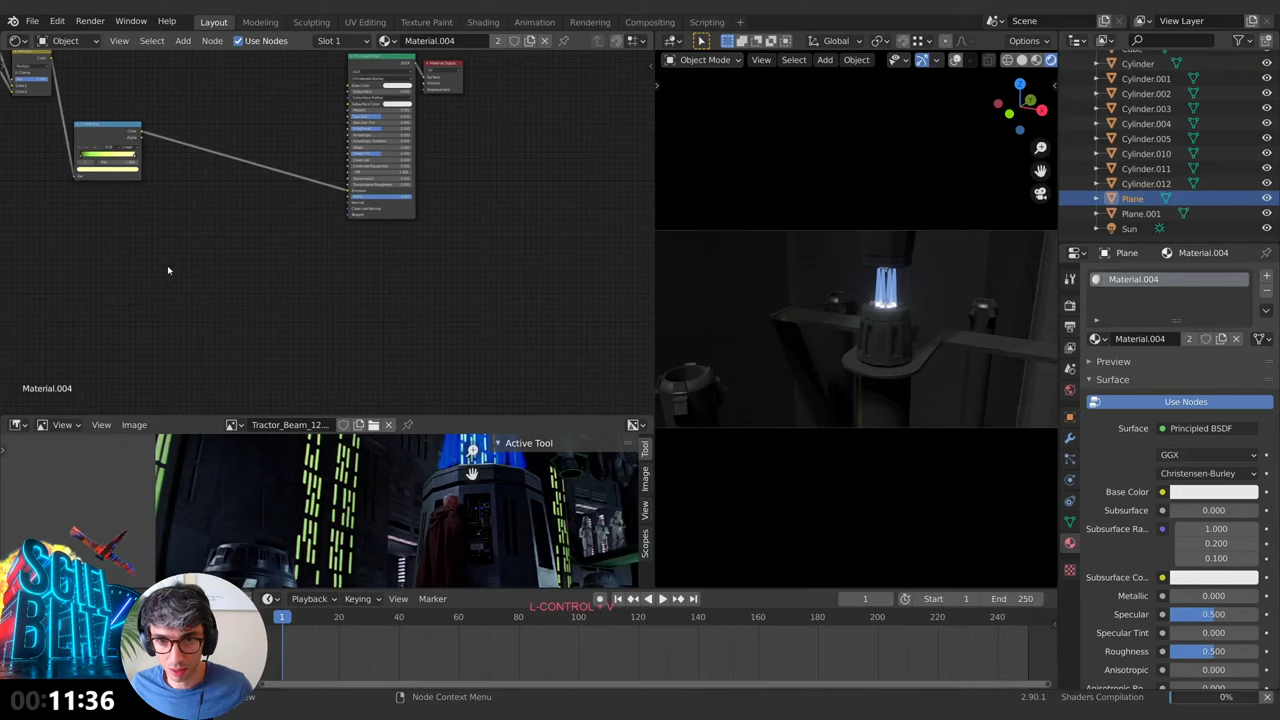 File Edit Render Window Help Layout Modeling Sculpting UV Editing Texture Paint Shading Animation Rendering Compositing Scripting + Scene View Layer
Object View Select Add Node Use Nodes Slot 1 Material.004 2
Global Options
Object Mode View Select Add Object
Z
Y
X
Cylinder
Cylinder.001
Cylinder.002
Cylinder.003
Cylinder.004
Cylinder.005
Cylinder.010
Cylinder.011
Cylinder.012
Plane
Plane.001
Sun
Plane Material.004
Material.004
Material.004 2
Preview
Surface
Use Nodes
Surface Principled BSDF
GGX
Christensen-Burley
Base Color
Subsurface 0.000
Subsurface Ra... 1.000
0.200
0.100
Subsurface Co...
Metallic 0.000
Specular 0.500
Specular Tint 0.000
Roughness 0.500
Anisotropic 0.000
Material.004
View View Image Tractor_Beam_12... 2
Active Tool
Tool
Image
View
Scopes
SCIFI
BLITZ
00:11:36
Playback Keying View Marker 1 Start 1 End 250
L-CONTROL + V
1 20 40 60 80 100 120 140 160 180 200 220 240
Node Context Menu 2.90.1 Shaders Compilation 0%